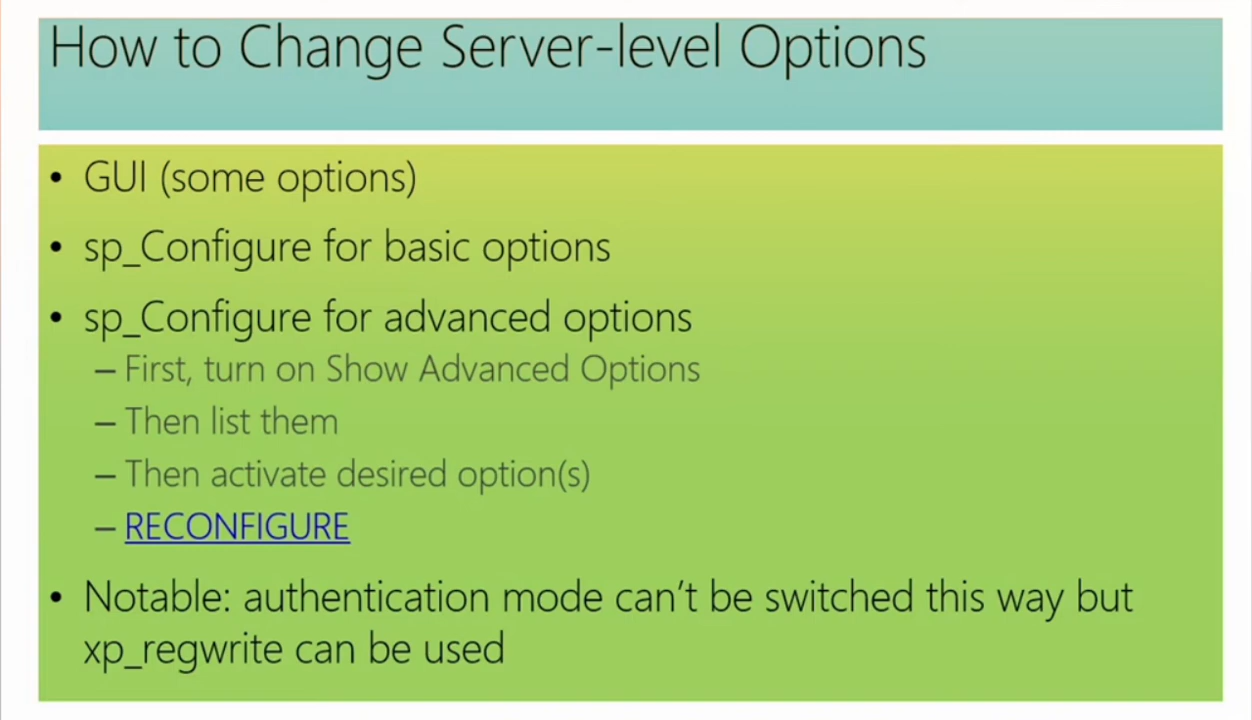 How to Change Server-level Options
• GUI (some options)
• sp_Configure for basic options
• sp_Configure for advanced options
– First, turn on Show Advanced Options
– Then list them
– Then activate desired option(s)
– RECONFIGURE
• Notable: authentication mode can't be switched this way but
xp_regwrite can be used